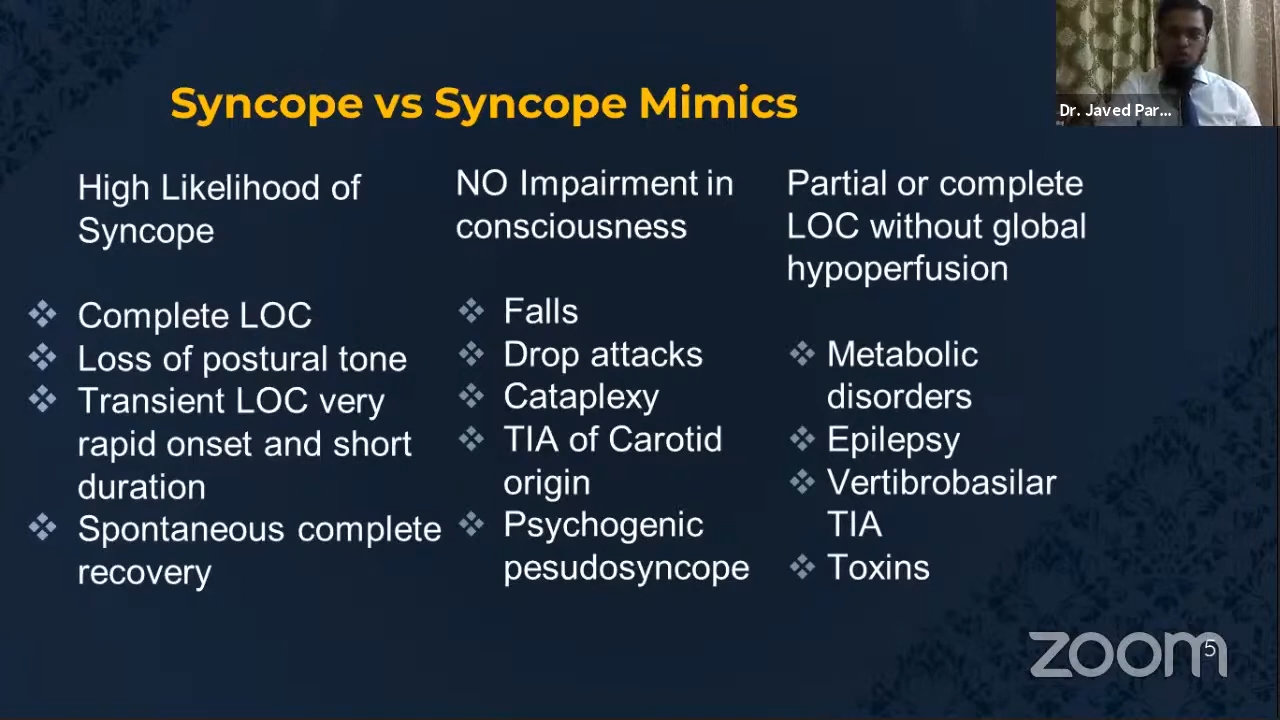 Syncope vs Syncope Mimics
Dr. Javed Par...
High Likelihood of
Syncope
❖ Complete LOC
❖ Loss of postural tone
❖ Transient LOC very
rapid onset and short
duration
❖ Spontaneous complete
recovery
NO Impairment in
consciousness
❖ Falls
❖ Drop attacks
❖ Cataplexy
❖ TIA of Carotid
origin
❖ Psychogenic
pesudosyncope
Partial or complete
LOC without global
hypoperfusion
❖ Metabolic
disorders
❖ Epilepsy
❖ Vertibrobasilar
TIA
❖ Toxins
zoom
5